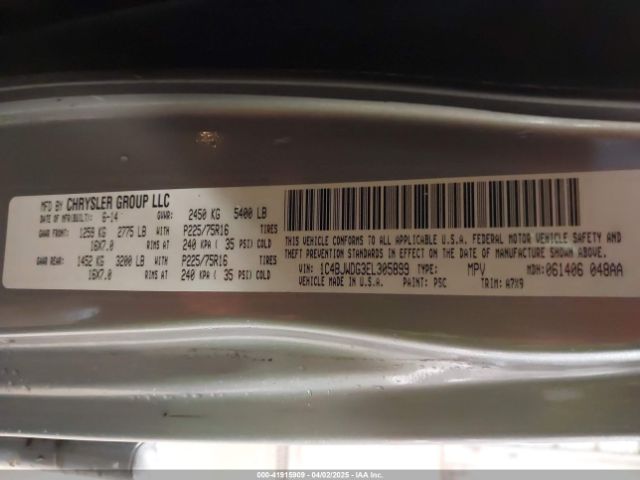 MFD BY CHRYSLER GROUP LLC
DATE OF MFR(BUILT): 6-14 GVWR: 2450 KG 5400 LB
GAWR FRONT: 1259 KG 2775 LB WITH P225/75R16 TIRES
16X7.0 RIMS AT 240 KPA ( 35 PSI) COLD
GAWR REAR: 1452 KG 3200 LB WITH P225/75R16 TIRES
16X7.0 RIMS AT 240 KPA ( 35 PSI) COLD
THIS VEHICLE CONFORMS TO ALL APPLICABLE U.S.A. FEDERAL MOTOR VEHICLE SAFETY AND
THEFT PREVENTION STANDARDS IN EFFECT ON THE DATE OF MANUFACTURE SHOWN ABOVE.
VIN: 1C4BJWDG3EL305899 TYPE: MPV MDH: 061406 048AA
VEHICLE MADE IN U.S.A. PAINT: PSC TRIM: A7X9
000-41915909 - 04/02/2025 - IAAI.COM